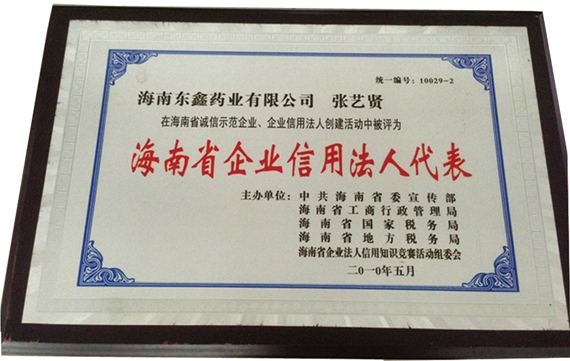 统一编号：10029-2
海南东鑫药业有限公司 张艺贤
在海南省诚信示范企业、企业信用法人创建活动中被评为
海南省企业信用法人代表
主办单位：中共海南省委宣传部
海南省工商行政管理局
海南省国家税务局
海南省地方税务局
海南省企业法人信用知识竞赛活动组委会
二〇一〇年五月